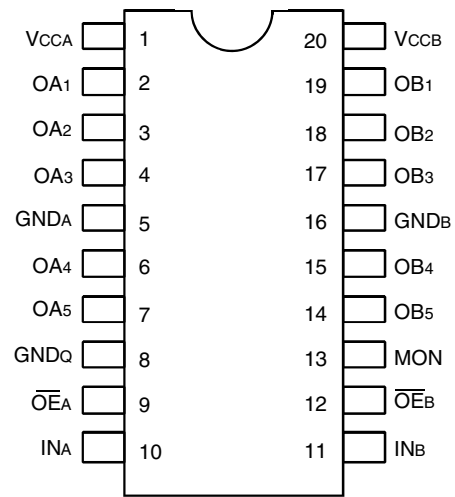 VCCA 1 20 VCCB
OA1 2 19 OB1
OA2 3 18 OB2
OA3 4 17 OB3
GNDA 5 16 GNDB
OA4 6 15 OB4
OA5 7 14 OB5
GNDQ 8 13 MON
O̅E̅A 9 12 O̅E̅B
INA 10 11 INB